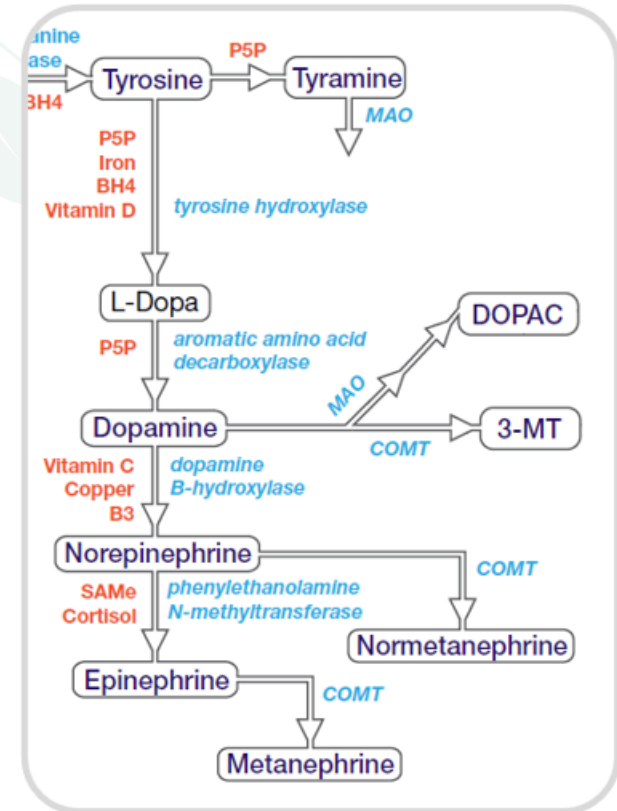 anine
ase
BH4
Tyrosine
P5P
Tyramine
MAO
P5P
Iron
BH4
Vitamin D
tyrosine hydroxylase
L-Dopa
P5P
aromatic amino acid
decarboxylase
DOPAC
MAO
Dopamine
COMT
3-MT
Vitamin C
Copper
B3
dopamine
B-hydroxylase
Norepinephrine
COMT
SAMe
Cortisol
phenylethanolamine
N-methyltransferase
Normetanephrine
Epinephrine
COMT
Metanephrine